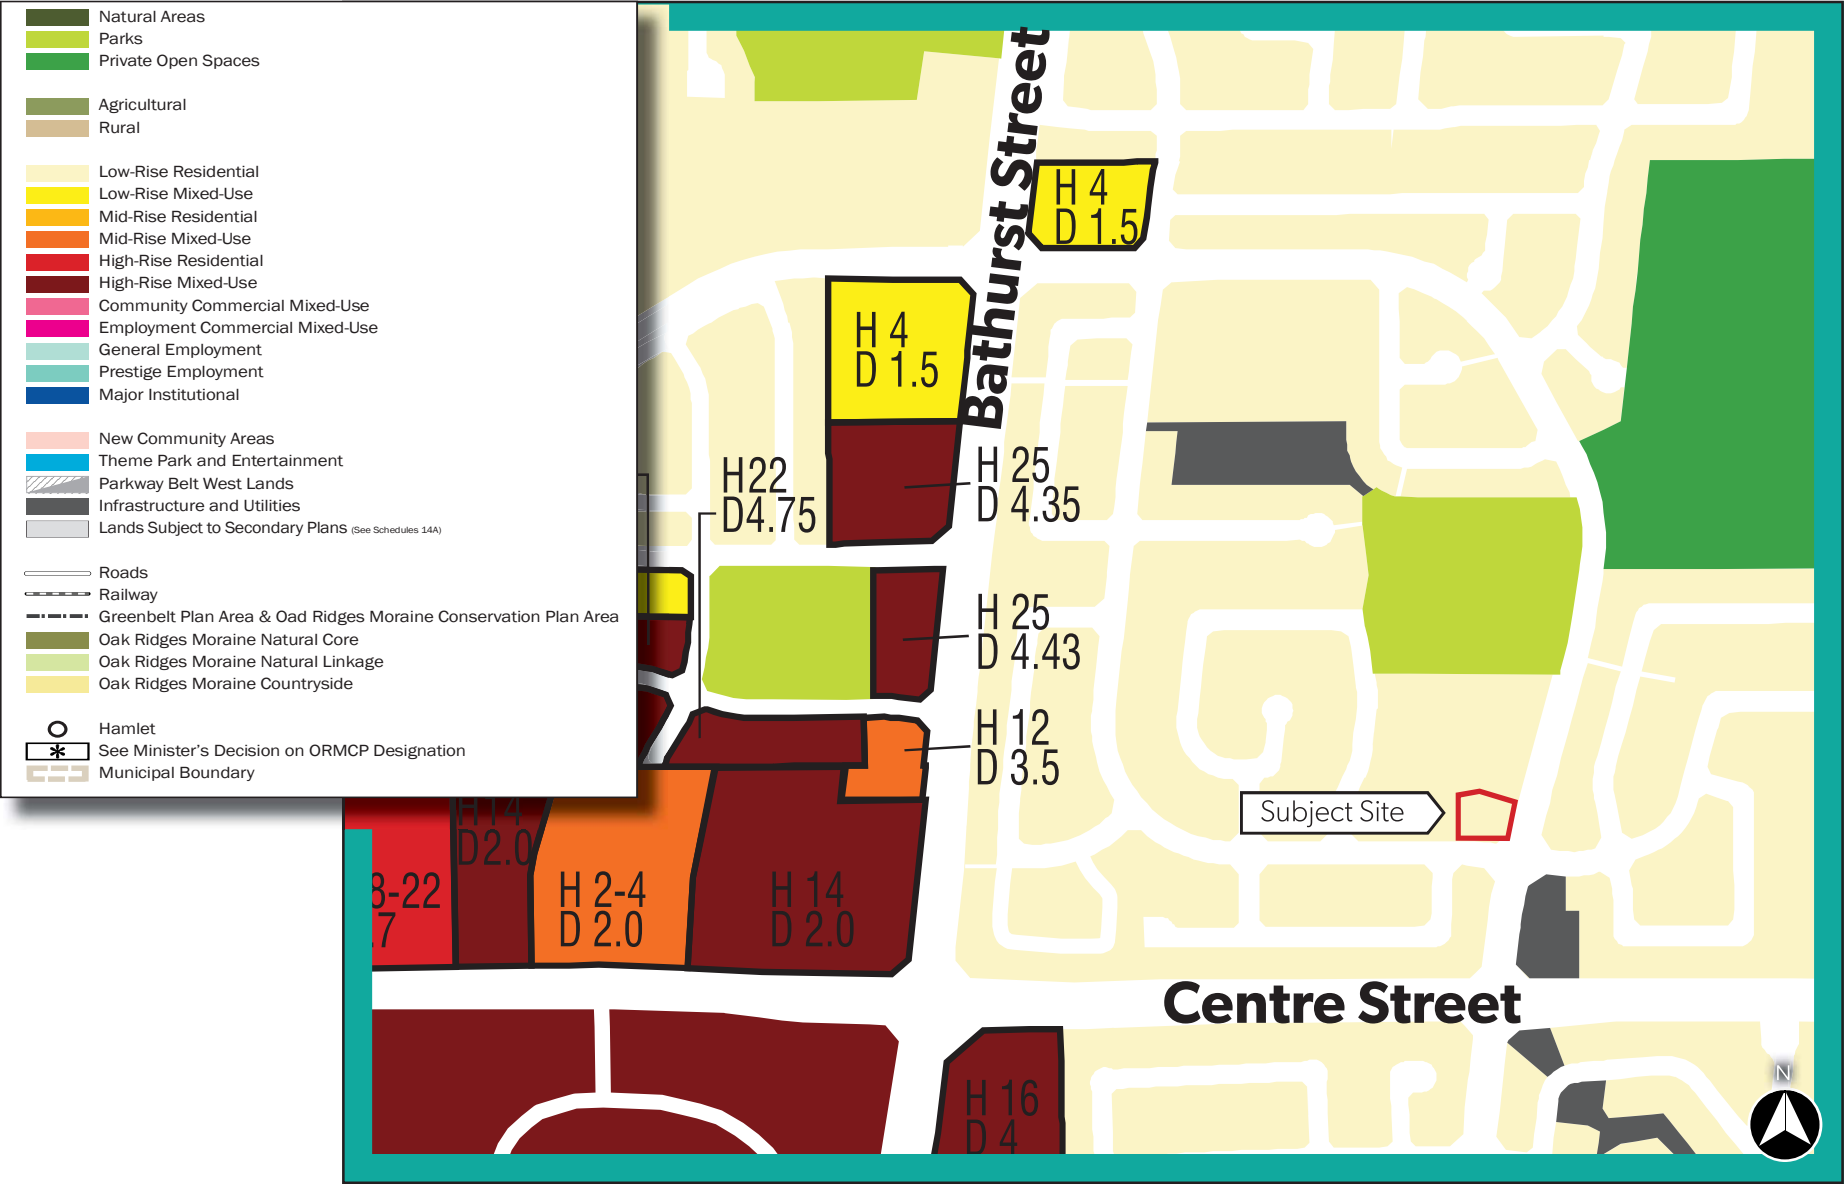 Natural Areas
Parks
Private Open Spaces
Agricultural
Rural
Low-Rise Residential
Low-Rise Mixed-Use
Mid-Rise Residential
Mid-Rise Mixed-Use
High-Rise Residential
High-Rise Mixed-Use
Community Commercial Mixed-Use
Employment Commercial Mixed-Use
General Employment
Prestige Employment
Major Institutional
New Community Areas
Theme Park and Entertainment
Parkway Belt West Lands
Infrastructure and Utilities
Lands Subject to Secondary Plans (See Schedules 14A)
Roads
Railway
Greenbelt Plan Area & Oad Ridges Moraine Conservation Plan Area
Oak Ridges Moraine Natural Core
Oak Ridges Moraine Natural Linkage
Oak Ridges Moraine Countryside
Hamlet
* See Minister's Decision on ORMCP Designation
Municipal Boundary
Bathurst Street
H 4
D 1.5
H 4
D 1.5
H22
D4.75
H 25
D 4.35
H 25
D 4.43
H 12
D 3.5
Subject Site
H14
D2.0
8-22
.7
H 2-4
D 2.0
H 14
D 2.0
Centre Street
H 16
D 4
N